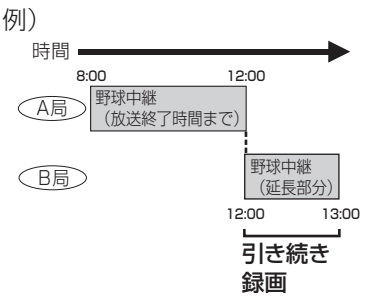 例）
時間
8:00 12:00
A局
野球中継
（放送終了時間まで）
B局
野球中継
（延長部分）
12:00 13:00
引き続き
録画